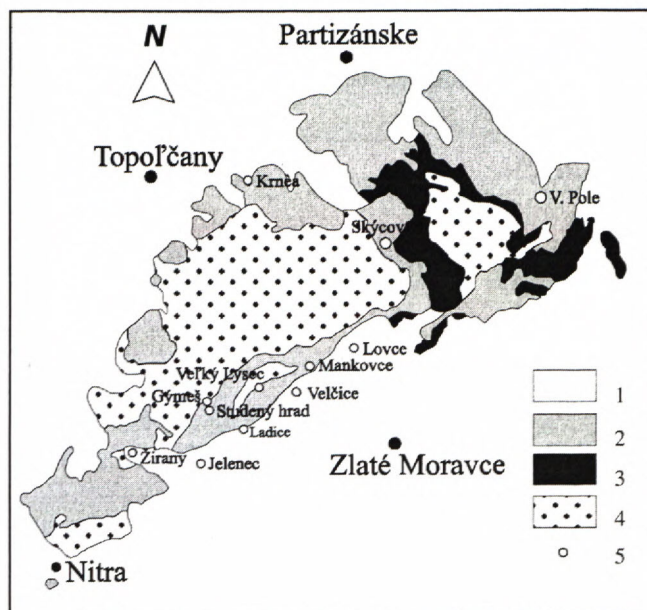 Partizánske
N
Topoľčany
Krnča
V. Pole
Skýcov
Lovce
Mankovce
Veľký Lysec
Velčice
Gýmeš
Studený hrad
Ladice
Žirany
Jelenec
Zlaté Moravce
Nitra
1
2
3
4
5